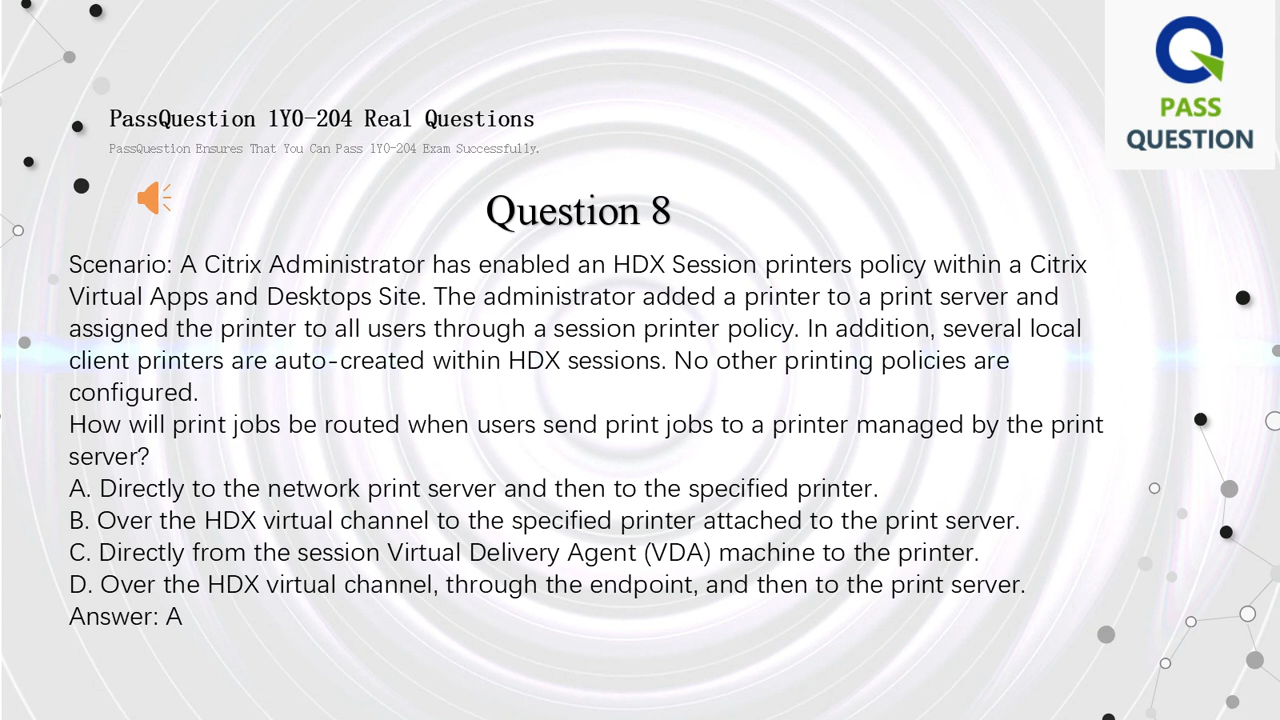 PassQuestion 1Y0-204 Real Questions
PassQuestion Ensures That You Can Pass 1Y0-204 Exam Successfully.
PASS
QUESTION
Question 8
Scenario: A Citrix Administrator has enabled an HDX Session printers policy within a Citrix
Virtual Apps and Desktops Site. The administrator added a printer to a print server and
assigned the printer to all users through a session printer policy. In addition, several local
client printers are auto-created within HDX sessions. No other printing policies are
configured.
How will print jobs be routed when users send print jobs to a printer managed by the print
server?
A. Directly to the network print server and then to the specified printer.
B. Over the HDX virtual channel to the specified printer attached to the print server.
C. Directly from the session Virtual Delivery Agent (VDA) machine to the printer.
D. Over the HDX virtual channel, through the endpoint, and then to the print server.
Answer: A